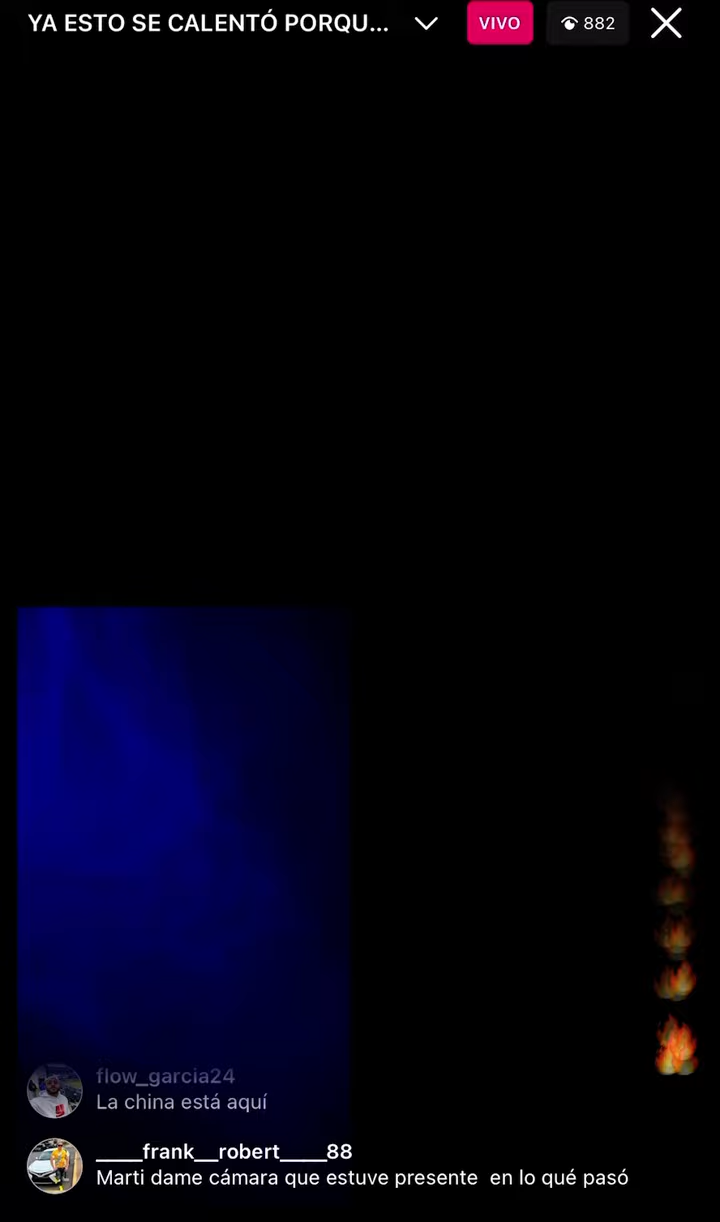 YA ESTO SE CALENTÓ PORQU...
VIVO
882
flow_garcia24
La china está aquí
_____frank__robert_____88
Marti dame cámara que estuve presente en lo qué pasó